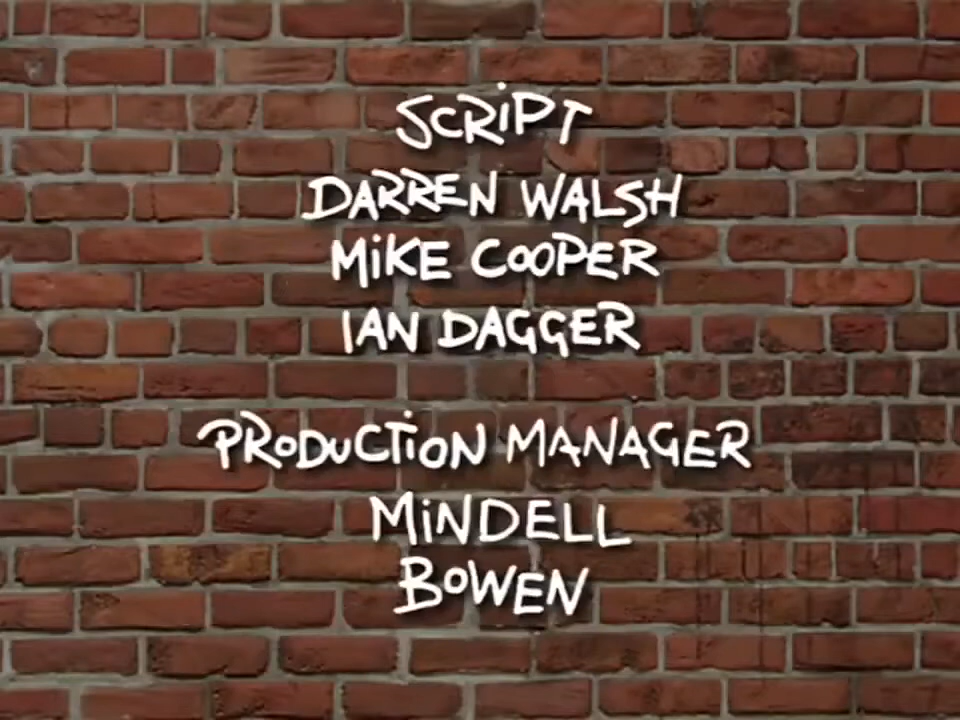 SCRiPT
DARREN WALSH
MiKE COOPER
IAN DAGGER
PRODUCTiON MANAGER
MiNDELL
BOWEN